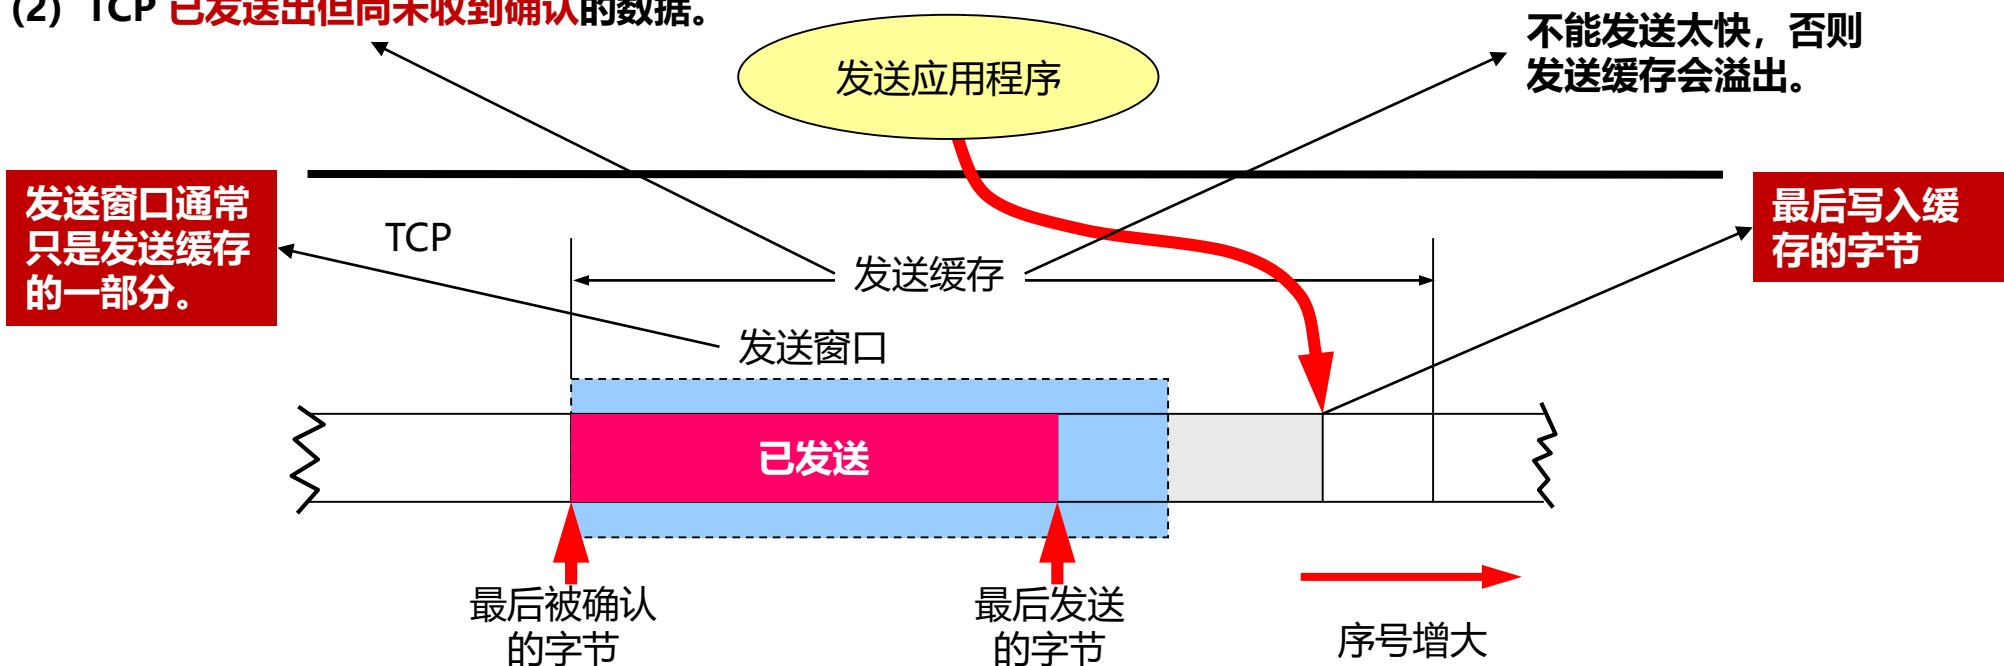 (2) TCP 已发送出但尚未收到确认的数据。
不能发送太快，否则
发送缓存会溢出。
发送应用程序
发送窗口通常
只是发送缓存
的一部分。
最后写入缓
存的字节
TCP
发送缓存
发送窗口
已发送
最后被确认
的字节
最后发送
的字节
序号增大